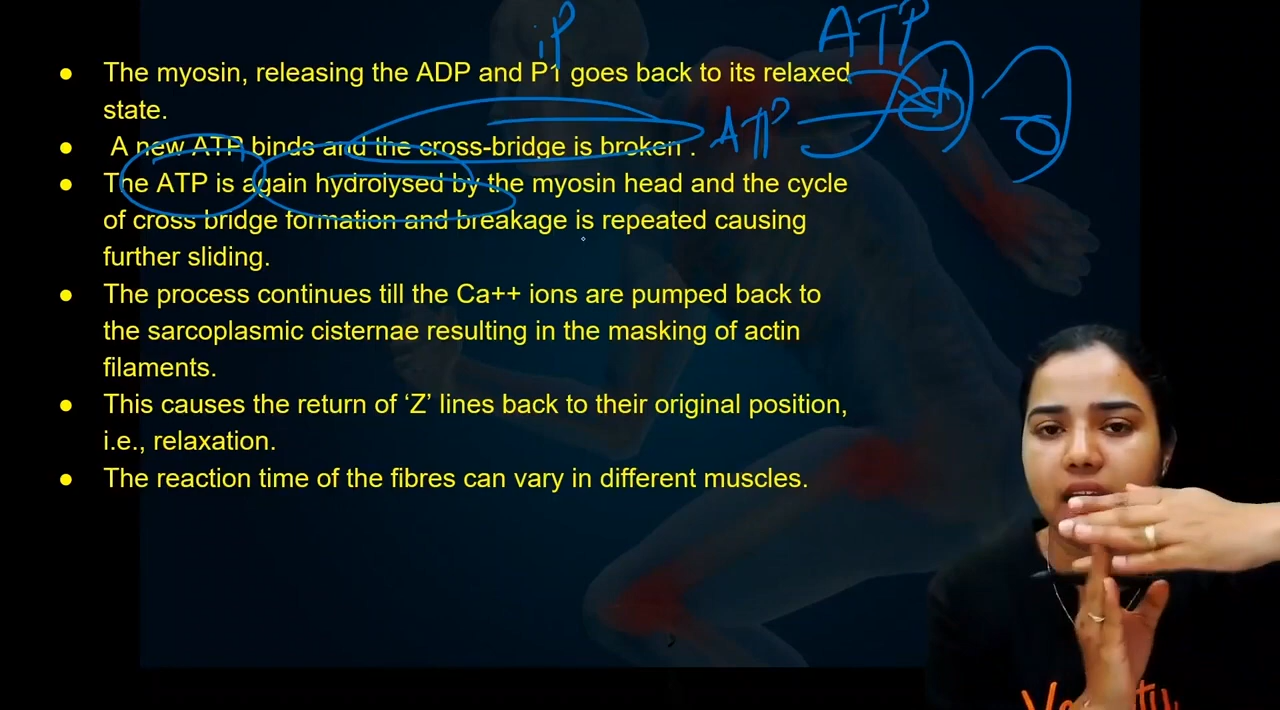 iP
ATP
● The myosin, releasing the ADP and P1 goes back to its relaxed
state.
● A new ATP binds and the cross-bridge is broken .
ATP
● The ATP is again hydrolysed by the myosin head and the cycle
of cross bridge formation and breakage is repeated causing
further sliding.
● The process continues till the Ca++ ions are pumped back to
the sarcoplasmic cisternae resulting in the masking of actin
filaments.
● This causes the return of ‘Z’ lines back to their original position,
i.e., relaxation.
● The reaction time of the fibres can vary in different muscles.